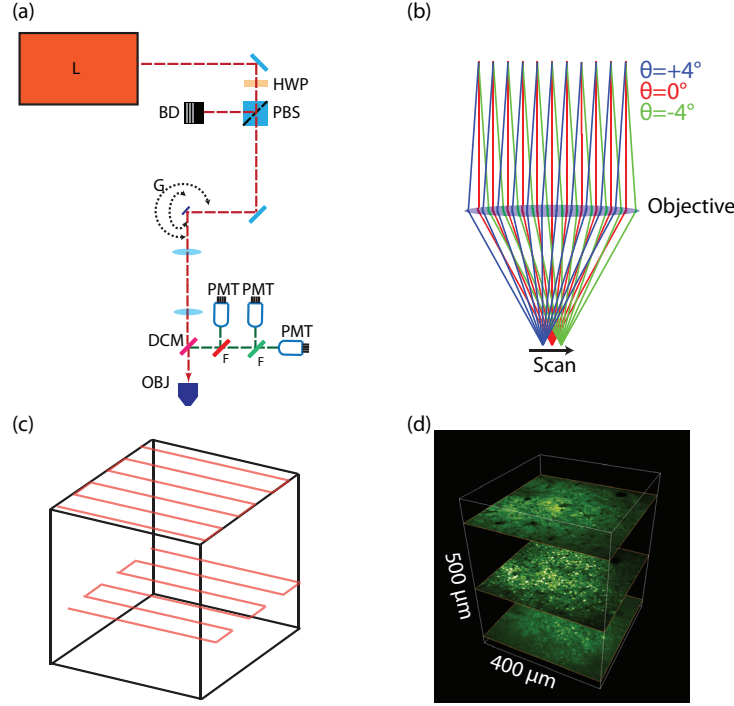 (a)
L
HWP
BD
PBS
G
PMT PMT
PMT
DCM
F
F
OBJ
(b)
θ=+4°
θ=0°
θ=-4°
Objective
Scan
(c)
(d)
500 μm
400 μm